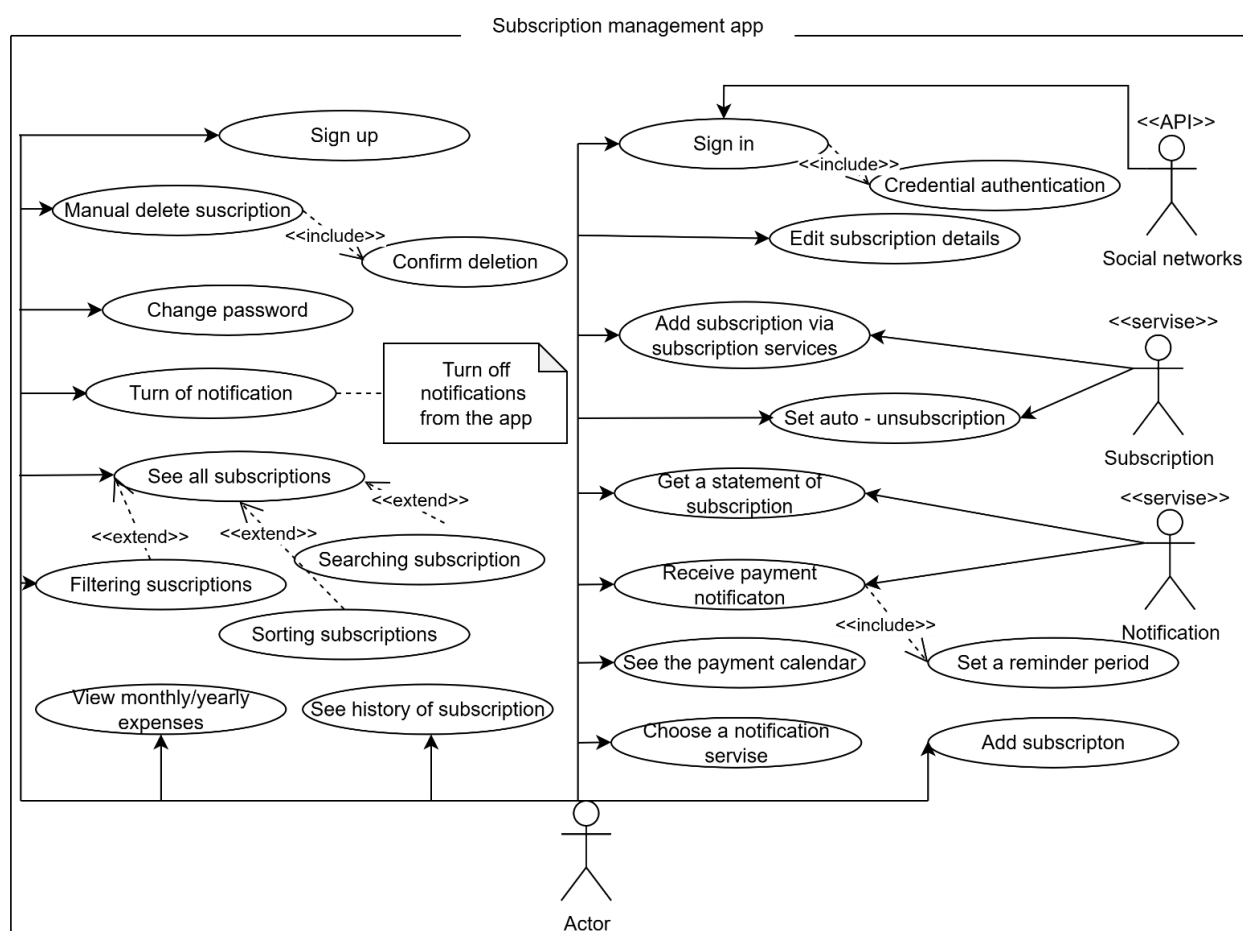 Subscription management app
Sign up
Manual delete suscription
<<include>>
Confirm deletion
Change password
Turn of notification
Turn off
notifications
from the app
See all subscriptions
<<extend>>
<<extend>>
<<extend>>
Searching subscription
Filtering suscriptions
Sorting subscriptions
View monthly/yearly
expenses
See history of subscription
Sign in
<<include>>
Credential authentication
Edit subscription details
Add subscription via
subscription services
Set auto - unsubscription
Get a statement of
subscription
Receive payment
notificaton
<<include>>
See the payment calendar
Set a reminder period
Choose a notification
servise
Add subscripton
<<API>>
Social networks
<<servise>>
Subscription
<<servise>>
Notification
Actor